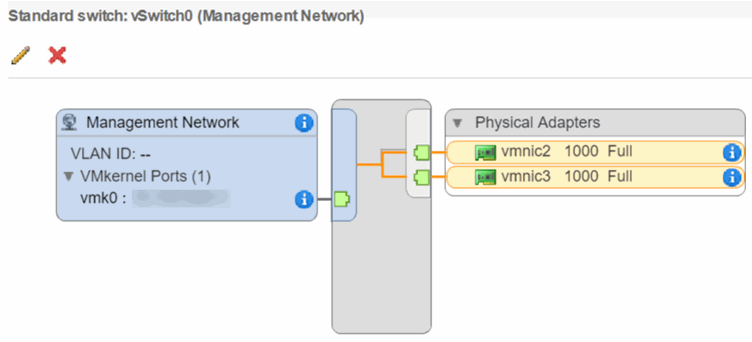 Standard switch: vSwitch0 (Management Network)
Management Network
VLAN ID: --
VMkernel Ports (1)
vmk0 :
Physical Adapters
vmnic2 1000 Full
vmnic3 1000 Full